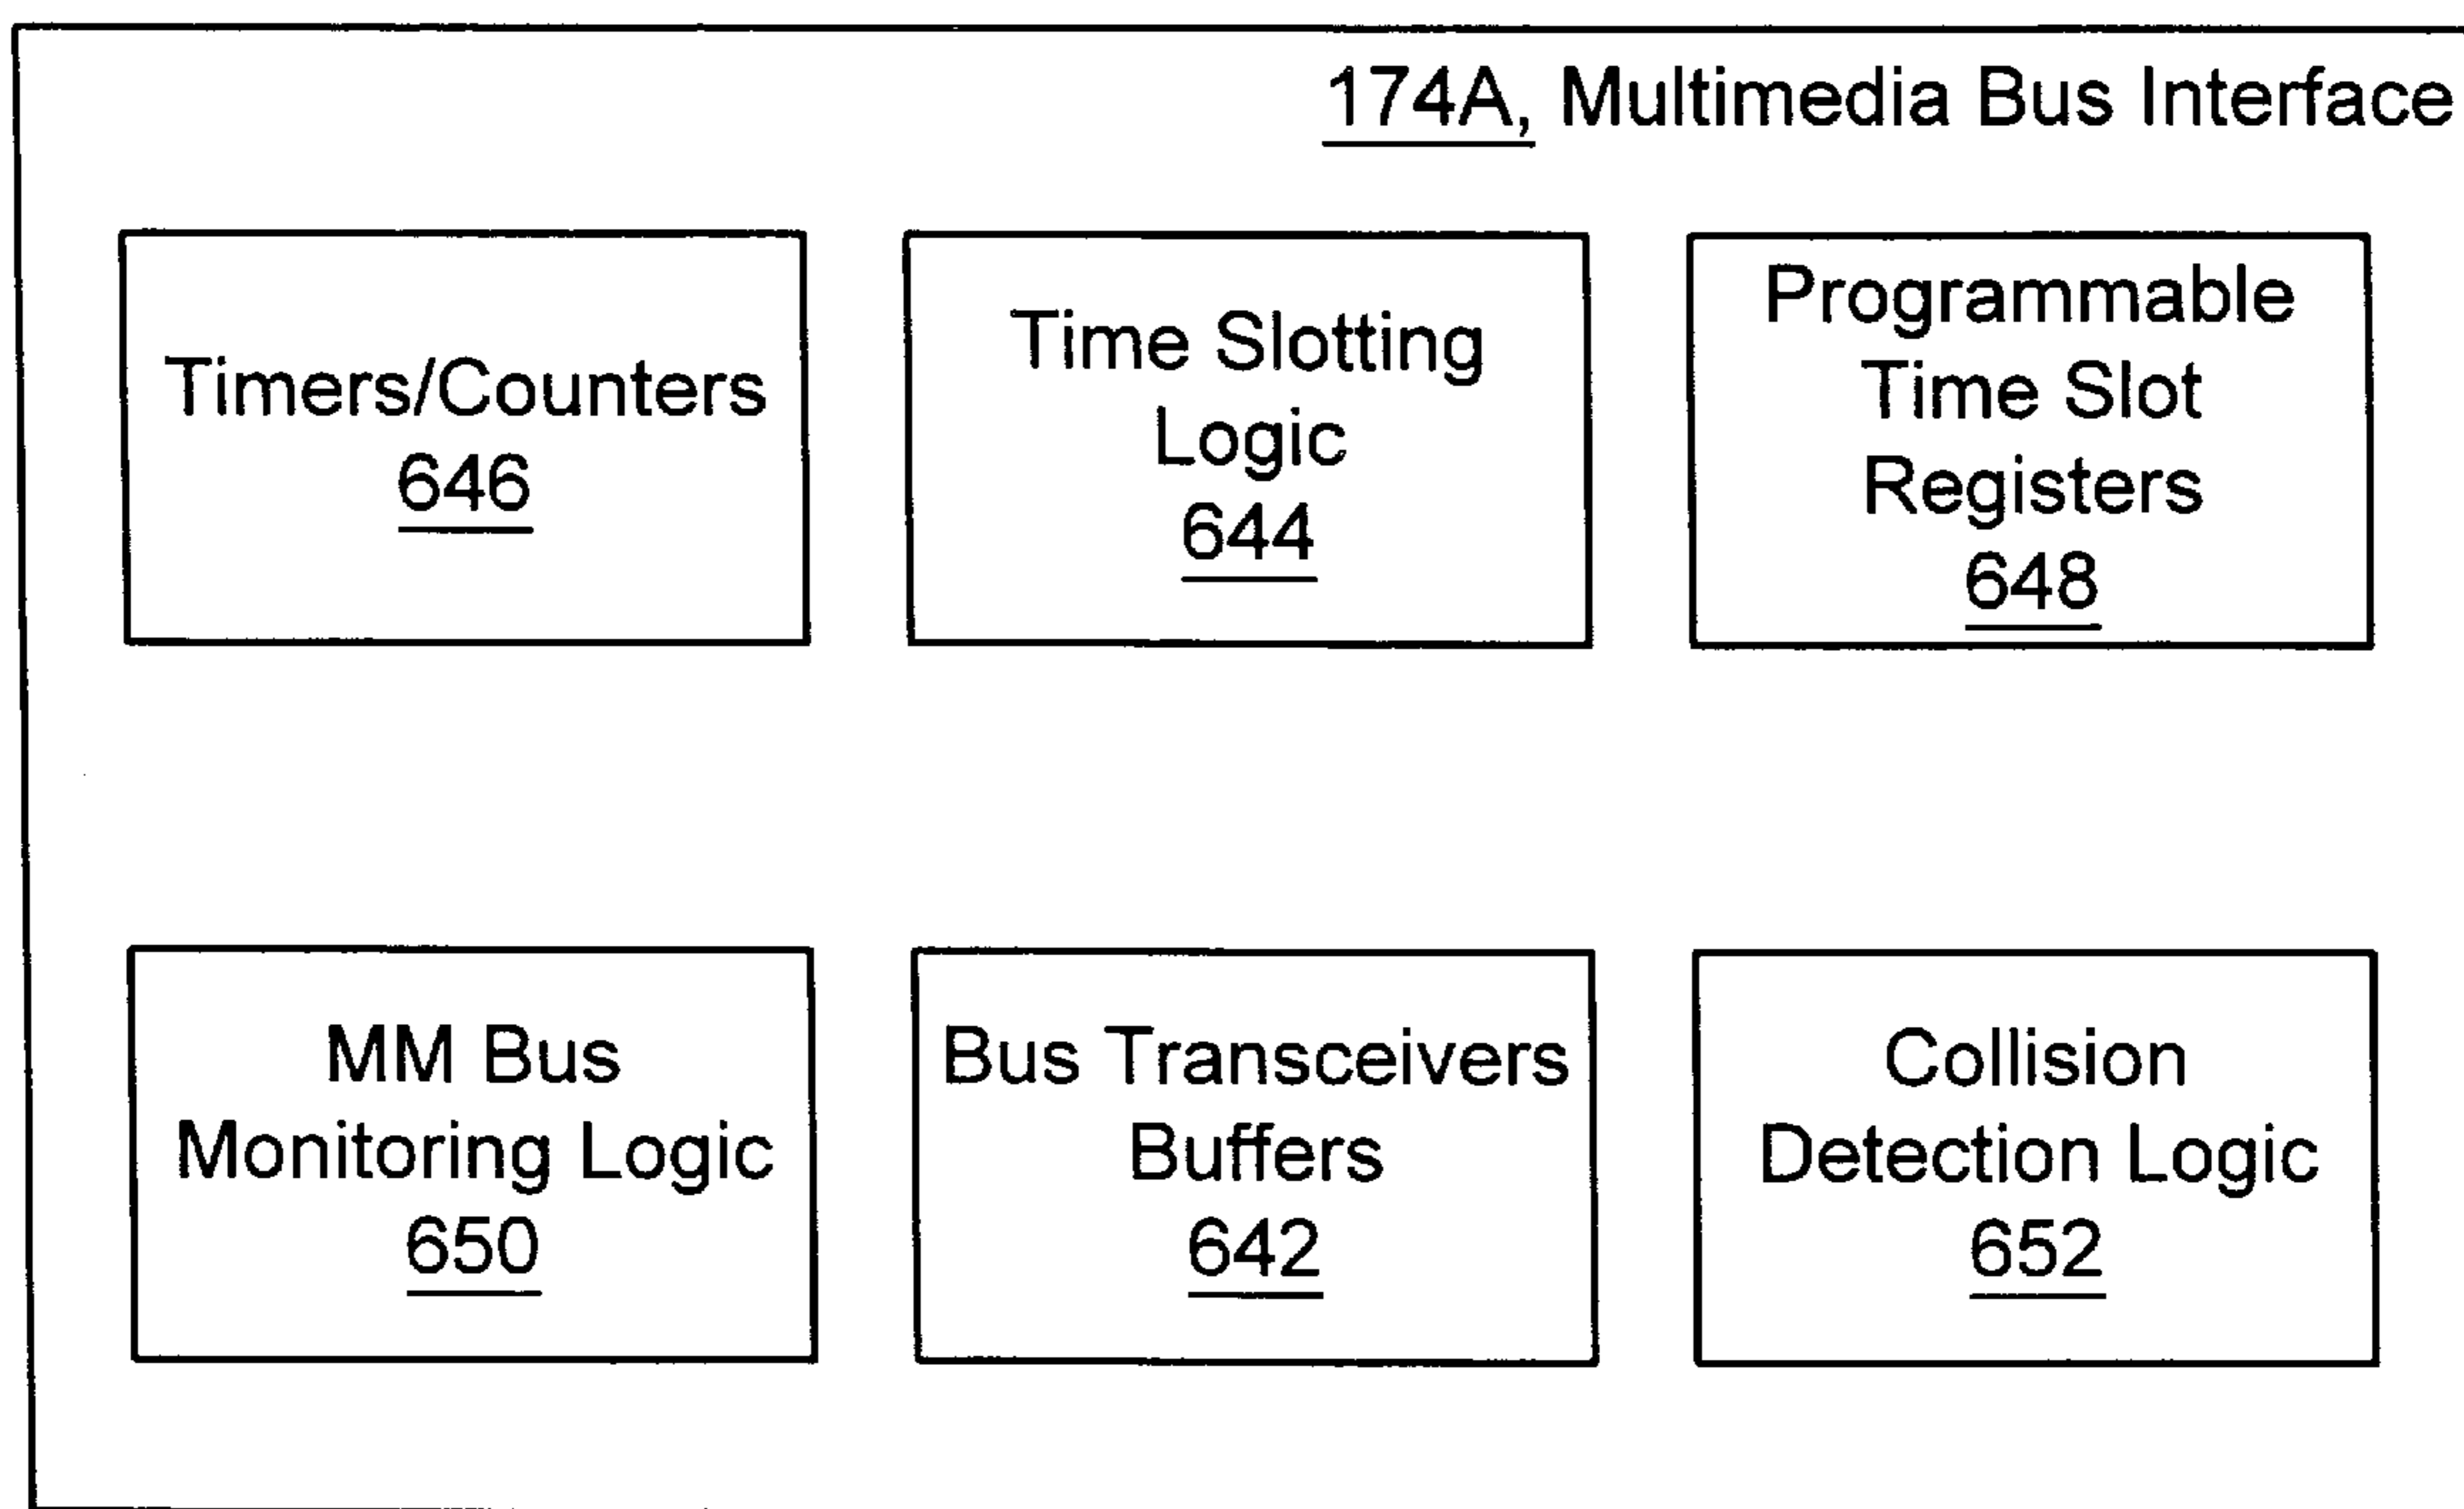 174A, Multimedia Bus Interface
Timers/Counters
646
Time Slotting
Logic
644
Programmable
Time Slot
Registers
648
MM Bus
Monitoring Logic
650
Bus Transceivers
Buffers
642
Collision
Detection Logic
652